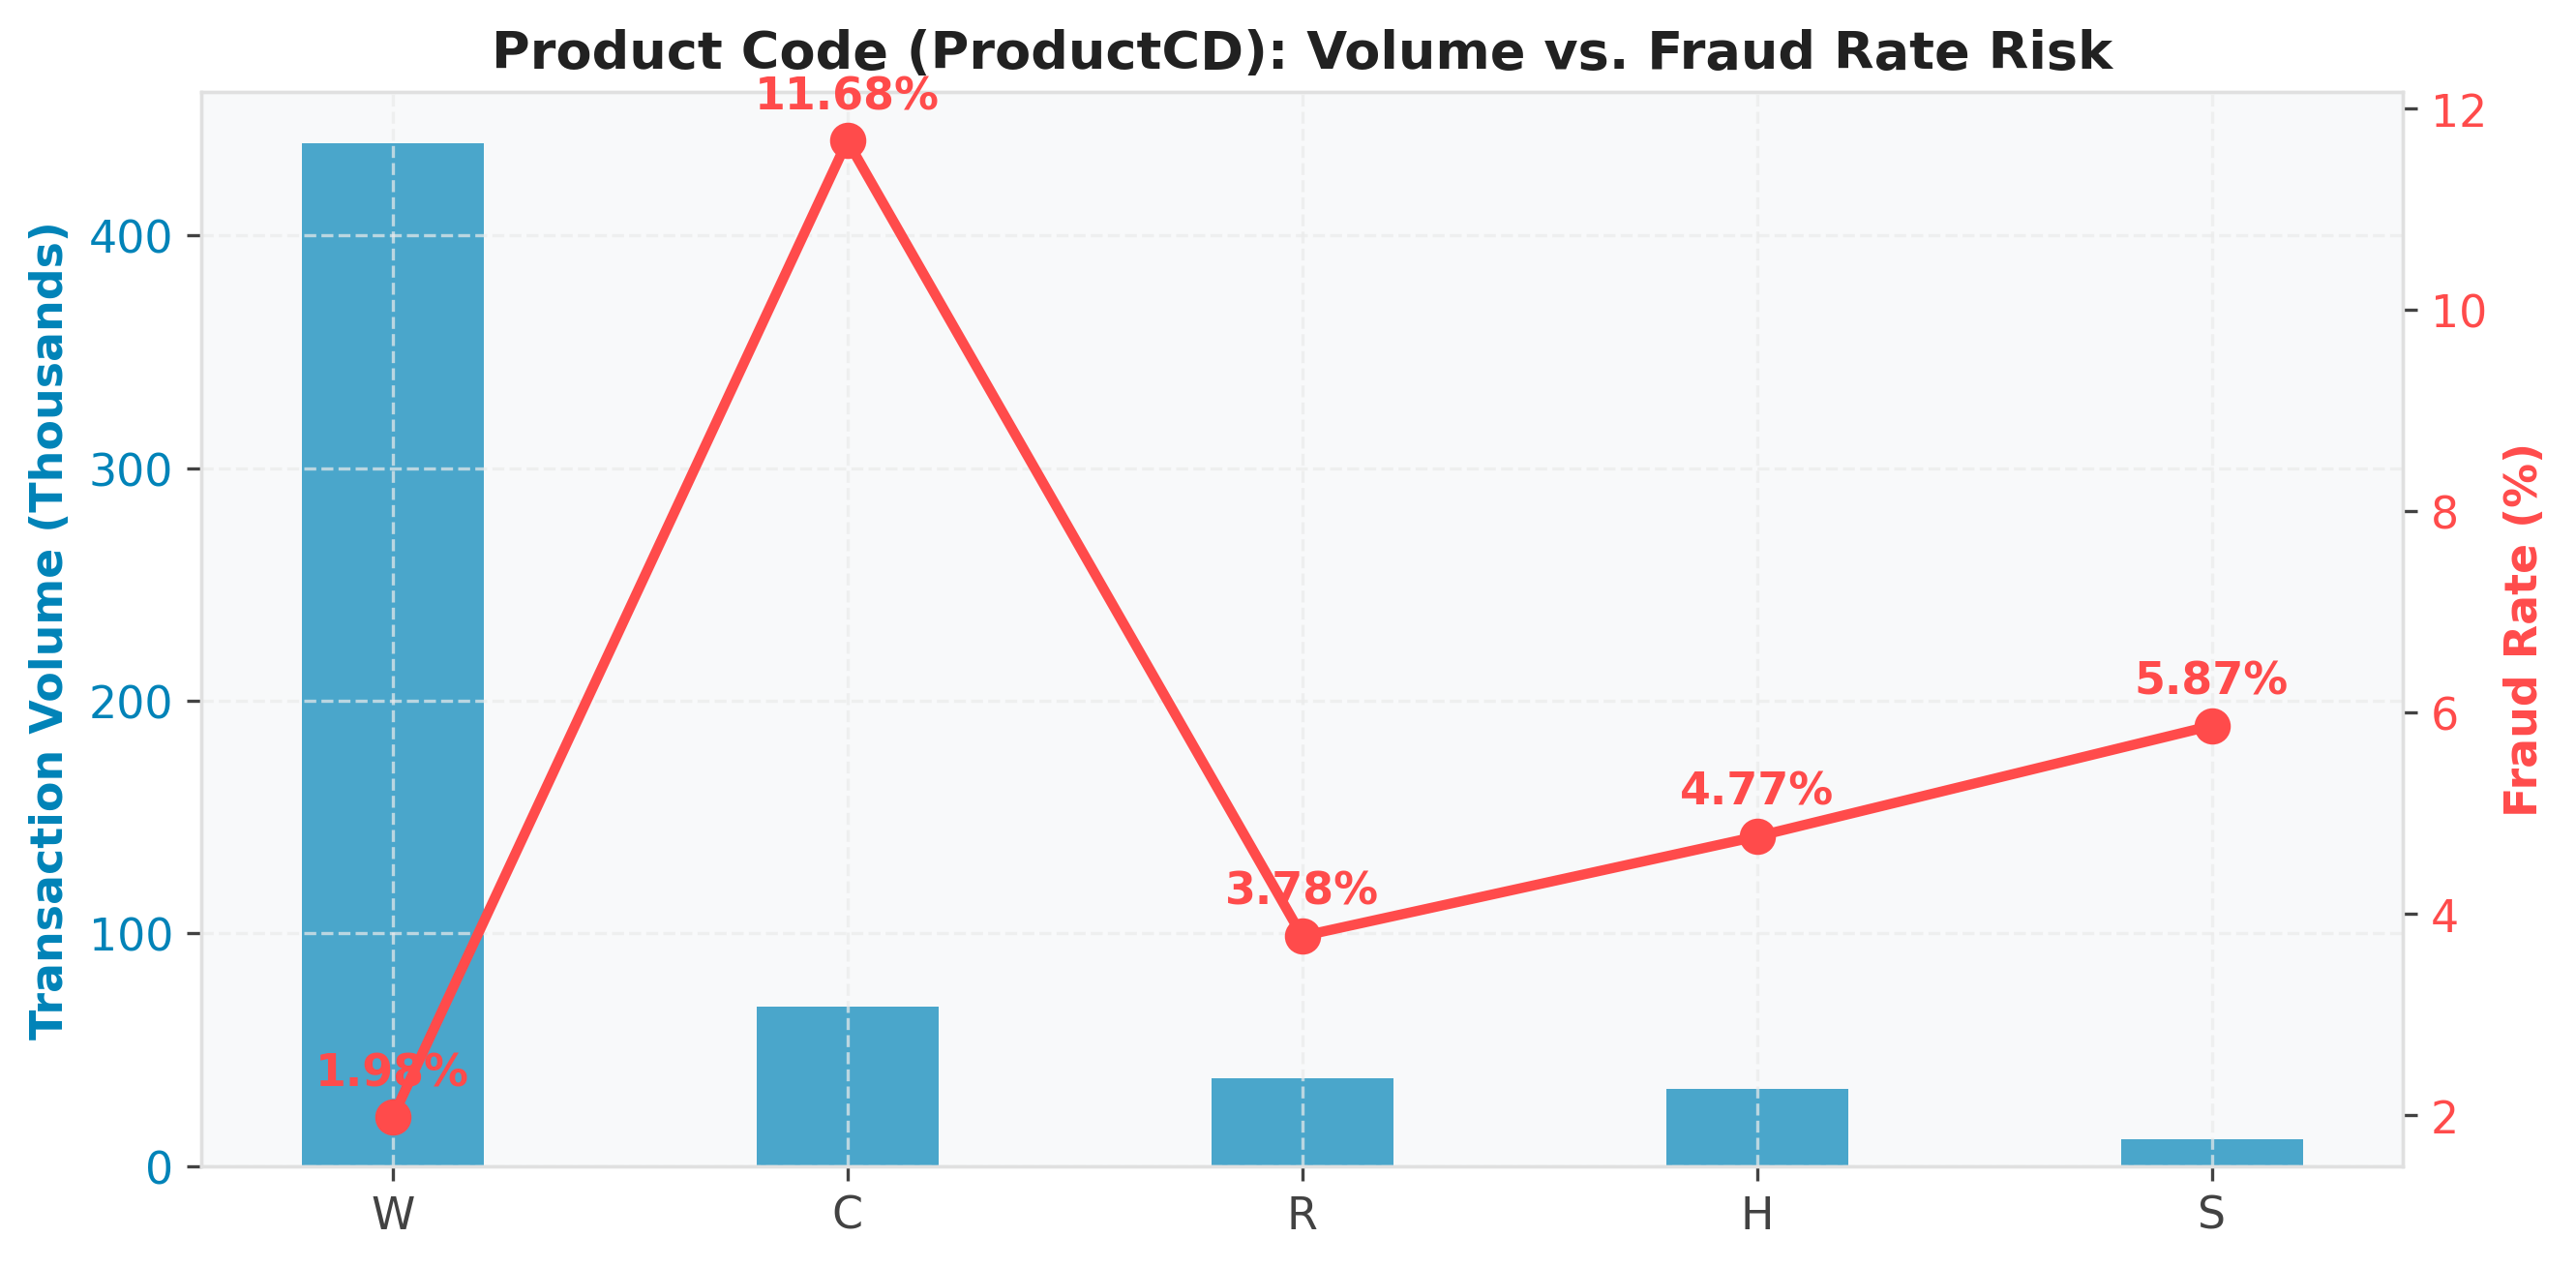 Product Code (ProductCD): Volume vs. Fraud Rate Risk
Transaction Volume (Thousands)
400
300
200
100
0
1.98%
11.68%
3.78%
4.77%
5.87%
12
10
8
6
4
2
Fraud Rate (%)
W
C
R
H
S